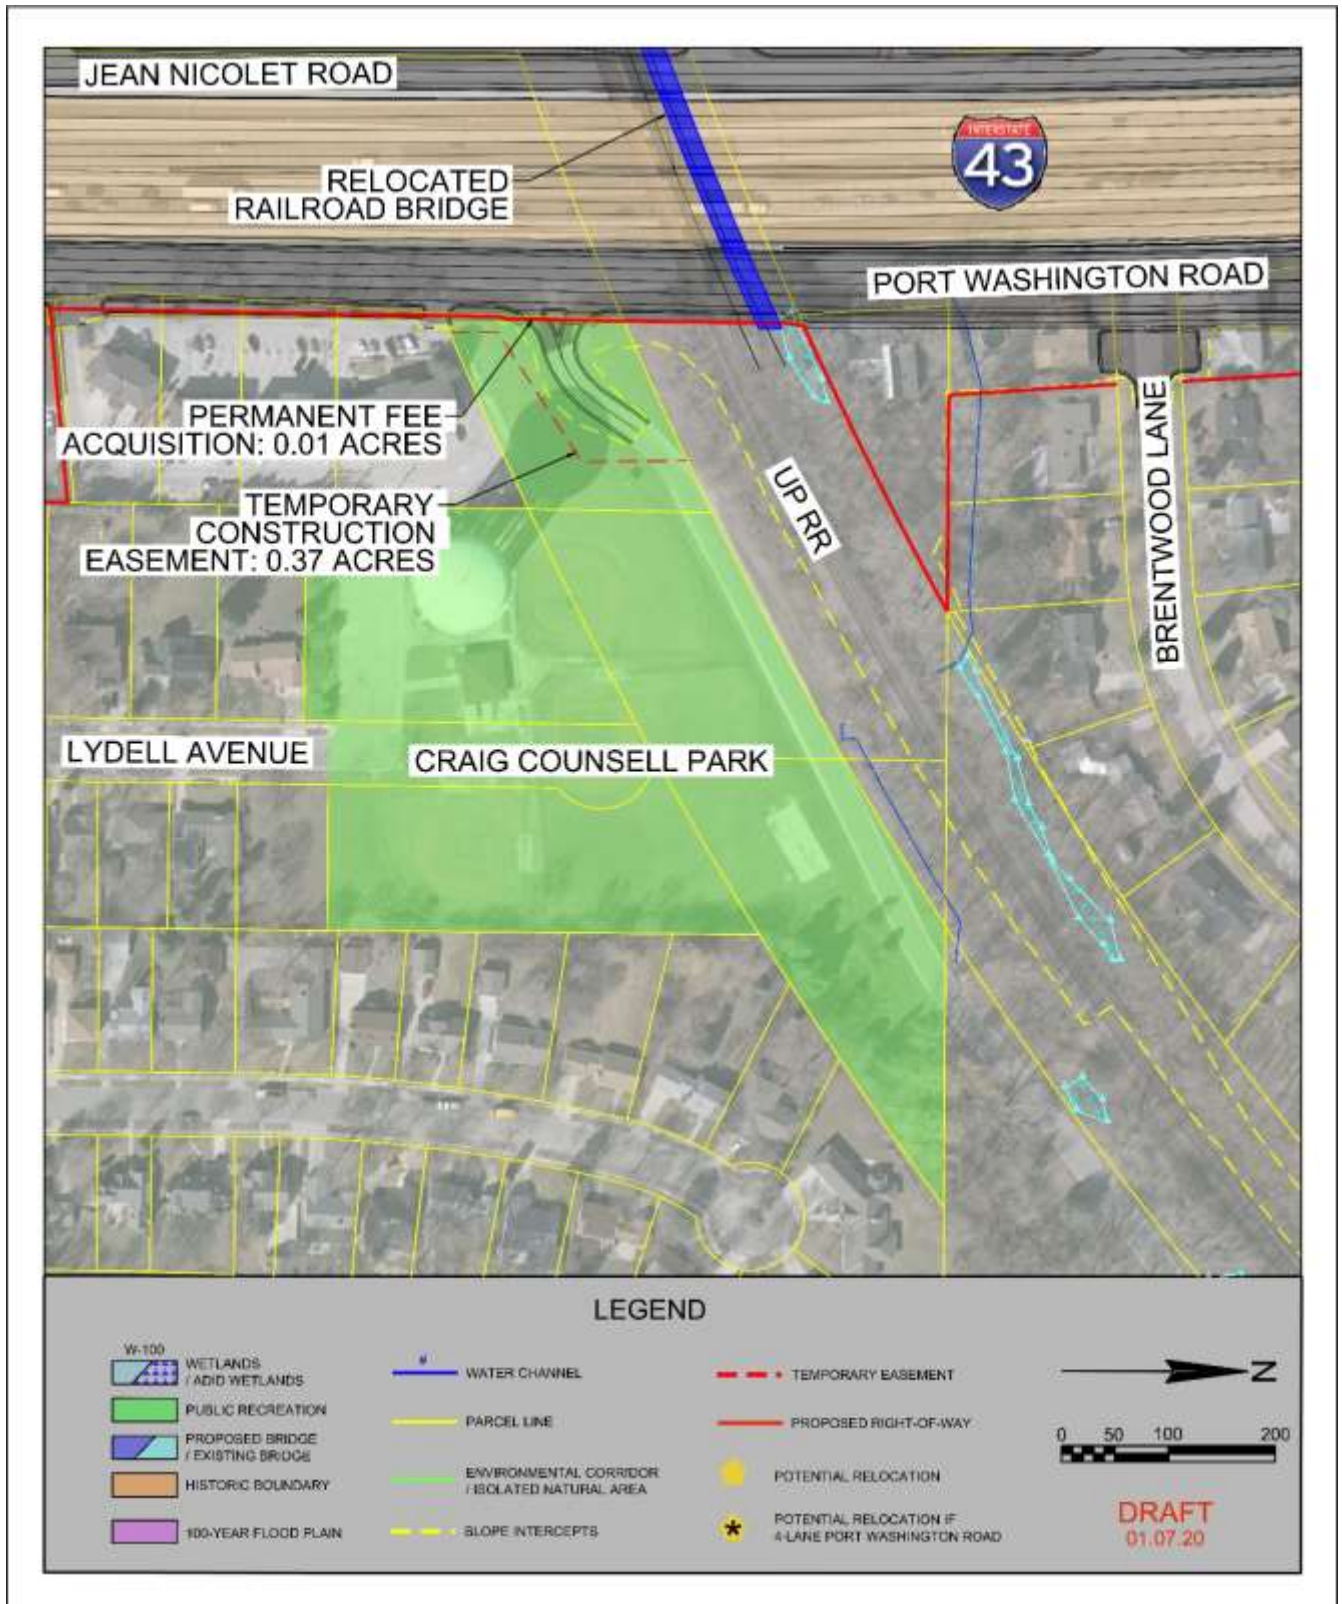 JEAN NICOLET ROAD
INTERSTATE
43
RELOCATED
RAILROAD BRIDGE
PORT WASHINGTON ROAD
PERMANENT FEE
ACQUISITION: 0.01 ACRES
TEMPORARY
CONSTRUCTION
EASEMENT: 0.37 ACRES
UP RR
BRENTWOOD LANE
LYDELL AVENUE
CRAIG COUNSELL PARK
LEGEND
W-100
WETLANDS
/ ADID WETLANDS
PUBLIC RECREATION
PROPOSED BRIDGE
/ EXISTING BRIDGE
HISTORIC BOUNDARY
100-YEAR FLOOD PLAIN
#
WATER CHANNEL
PARCEL LINE
ENVIRONMENTAL CORRIDOR
/ ISOLATED NATURAL AREA
SLOPE INTERCEPTS
TEMPORARY EASEMENT
PROPOSED RIGHT-OF-WAY
POTENTIAL RELOCATION
POTENTIAL RELOCATION IF
4-LANE PORT WASHINGTON ROAD
N
0 50 100 200
DRAFT
01.07.20